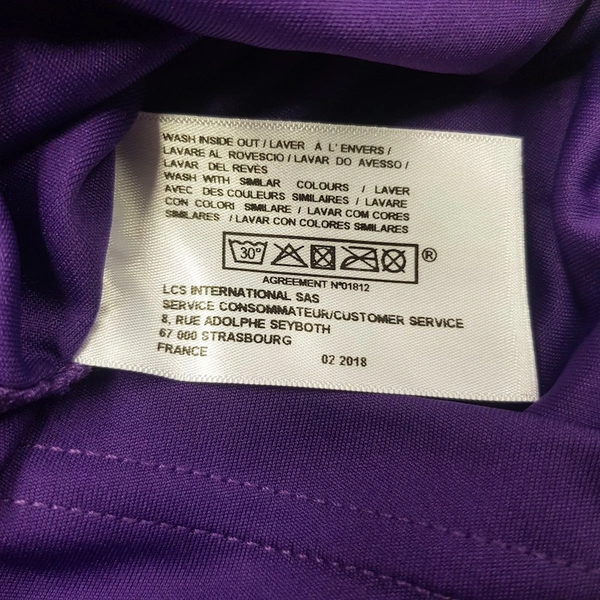 WASH INSIDE OUT / LAVER À L'ENVERS /
LAVARE AL ROVESCIO / LAVAR DO AVESSO /
LAVAR DEL REVÉS
WASH WITH SIMILAR COLOURS / LAVER
AVEC DES COULEURS SIMILAIRES / LAVARE
CON COLORI SIMILARE / LAVAR COM CORES
SIMILARES / LAVAR CON COLORES SIMILARES
30° ®
AGREEMENT N°01812
LCS INTERNATIONAL SAS
SERVICE CONSOMMATEUR/CUSTOMER SERVICE
8, RUE ADOLPHE SEYBOTH
67 000 STRASBOURG
FRANCE 02 2018